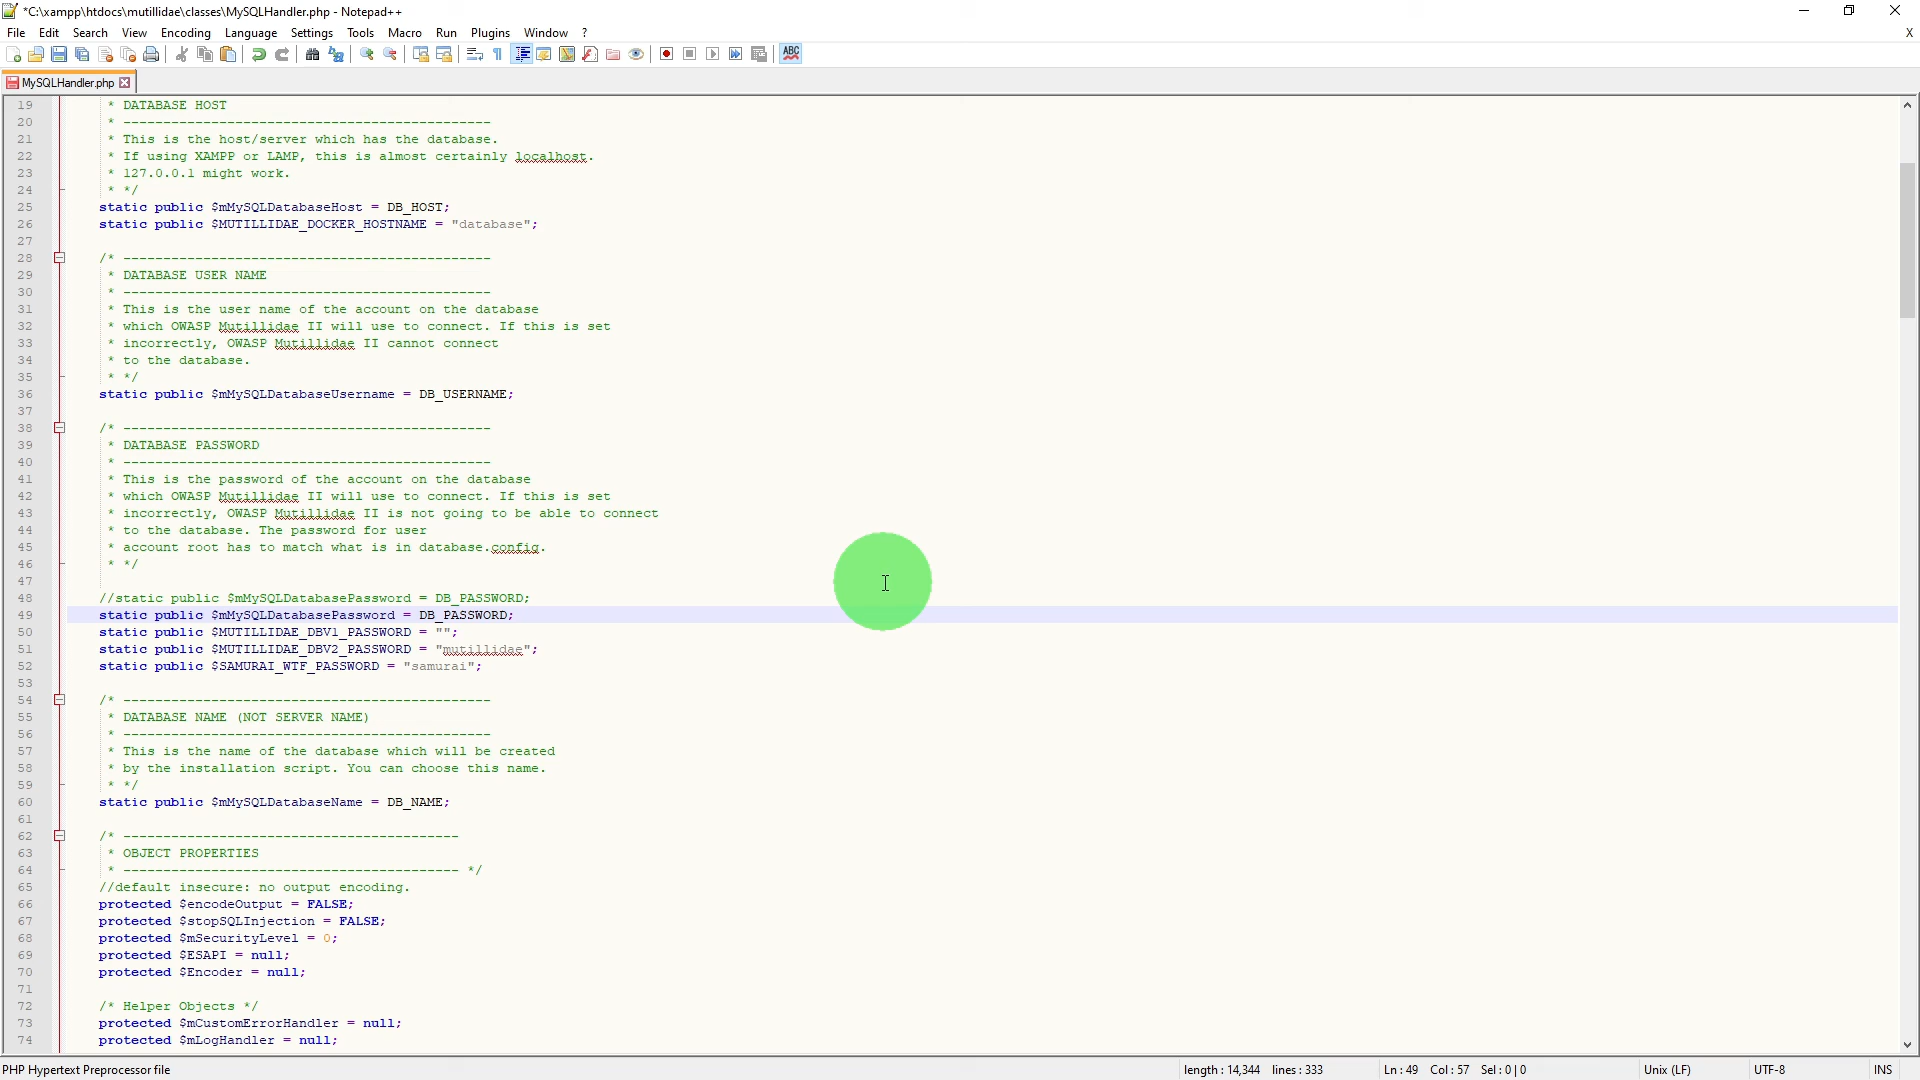 *C:\xampp\htdocs\mutillidae\classes\MySQLHandler.php - Notepad++
File Edit Search View Encoding Language Settings Tools Macro Run Plugins Window ? X
MySQLHandler.php
19 * DATABASE HOST
20 * ----------------------------------------------
21 * This is the host/server which has the database.
22 * If using XAMPP or LAMP, this is almost certainly localhost.
23 * 127.0.0.1 might work.
24 * */
25 static public $mMySQLDatabaseHost = DB_HOST;
26 static public $MUTILLIDAE_DOCKER_HOSTNAME = "database";
27
28 /* ----------------------------------------------
29 * DATABASE USER NAME
30 * ----------------------------------------------
31 * This is the user name of the account on the database
32 * which OWASP Mutillidae II will use to connect. If this is set
33 * incorrectly, OWASP Mutillidae II cannot connect
34 * to the database.
35 * */
36 static public $mMySQLDatabaseUsername = DB_USERNAME;
37
38 /* ----------------------------------------------
39 * DATABASE PASSWORD
40 * ----------------------------------------------
41 * This is the password of the account on the database
42 * which OWASP Mutillidae II will use to connect. If this is set
43 * incorrectly, OWASP Mutillidae II is not going to be able to connect
44 * to the database. The password for user
45 * account root has to match what is in database.config.
46 * */
47
48 //static public $mMySQLDatabasePassword = DB_PASSWORD;
49 static public $mMySQLDatabasePassword = DB_PASSWORD;
50 static public $MUTILLIDAE_DBV1_PASSWORD = "";
51 static public $MUTILLIDAE_DBV2_PASSWORD = "mutillidae";
52 static public $SAMURAI_WTF_PASSWORD = "samurai";
53
54 /* ----------------------------------------------
55 * DATABASE NAME (NOT SERVER NAME)
56 * ----------------------------------------------
57 * This is the name of the database which will be created
58 * by the installation script. You can choose this name.
59 * */
60 static public $mMySQLDatabaseName = DB_NAME;
61
62 /* ------------------------------------------
63 * OBJECT PROPERTIES
64 * ------------------------------------------ */
65 //default insecure: no output encoding.
66 protected $encodeOutput = FALSE;
67 protected $stopSQLInjection = FALSE;
68 protected $mSecurityLevel = 0;
69 protected $ESAPI = null;
70 protected $Encoder = null;
71
72 /* Helper Objects */
73 protected $mCustomErrorHandler = null;
74 protected $mLogHandler = null;
PHP Hypertext Preprocessor file length : 14,344 lines : 333 Ln : 49 Col : 57 Sel : 0 | 0 Unix (LF) UTF-8 INS